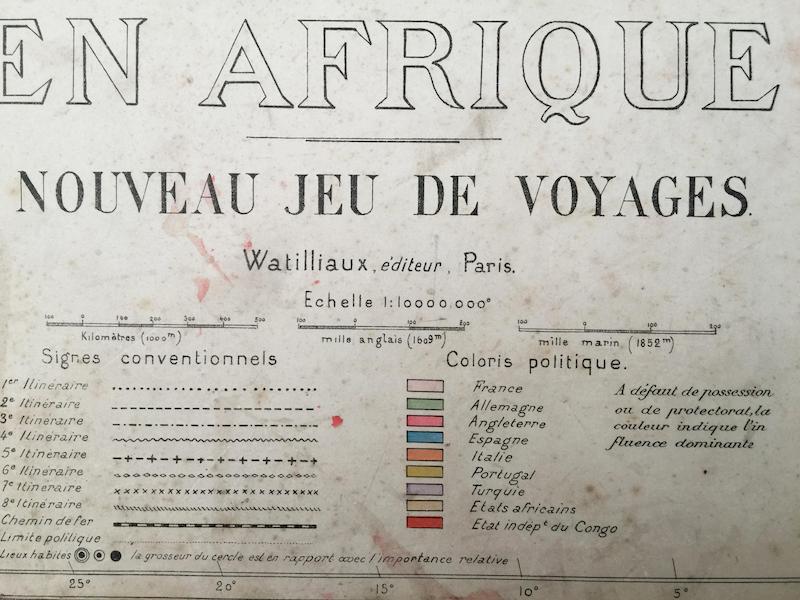 EN AFRIQUE
NOUVEAU JEU DE VOYAGES.
Watilliaux, éditeur, Paris.
Echelle 1:10000.000e
100 0 100 200 300 400 500
Kilomètres (1000m)
100 0 100 200
mille anglais (1609m)
100 0 100 200
mille marin (1852m)
Signes conventionnels
1er Itinéraire
2e Itinéraire
3e Itinéraire
4e Itinéraire
5e Itinéraire
6e Itinéraire
7e Itineraire
8e Itinéraire
Chemin de fer
Limite politique
Lieux habités la grosseur du cercle est en rapport avec l'importance relative
Coloris politique.
France
Allemagne
Angleterre
Espagne
Italie
Portugal
Turquie
Etats africains
Etat indépt du Congo
A défaut de possession
ou de protectorat, la
couleur indique l'in
fluence dominante
25° 20° 15° 10° 5°